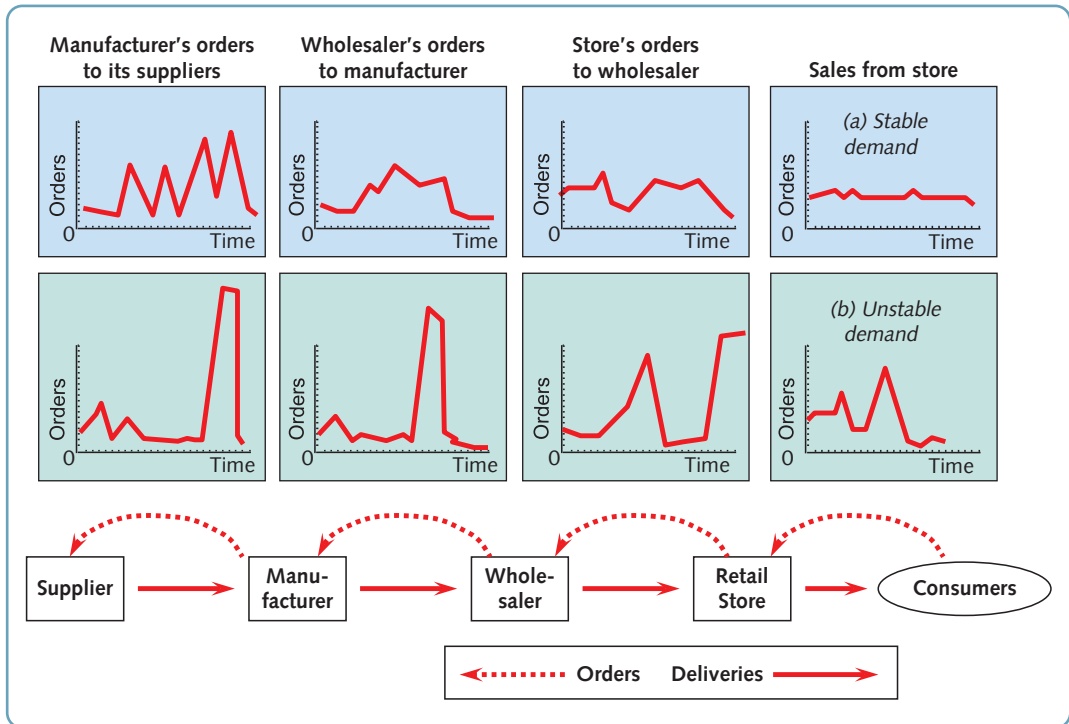 Manufacturer's orders
to its suppliers
Wholesaler's orders
to manufacturer
Store's orders
to wholesaler
Sales from store
Orders
0
Time
Orders
0
Time
Orders
0
Time
(a) Stable
demand
Orders
0
Time
Orders
0
Time
Orders
0
Time
Orders
0
Time
(b) Unstable
demand
Orders
0
Time
Supplier
Manu-
facturer
Whole-
saler
Retail
Store
Consumers
Orders
Deliveries